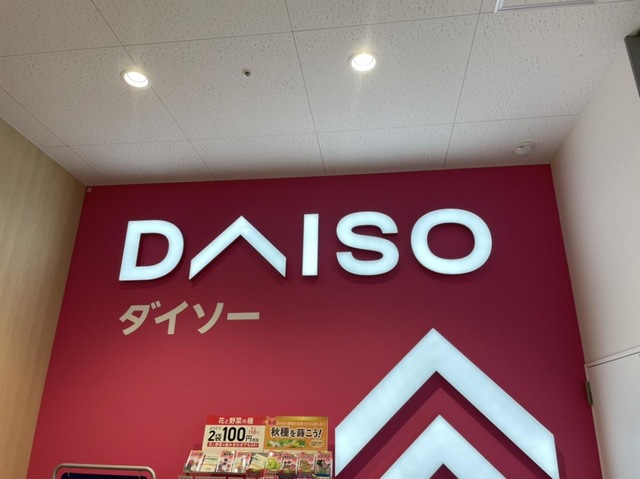 DAISO
ダイソー
花と野菜の種
2袋100円
秋種を蒔こう!